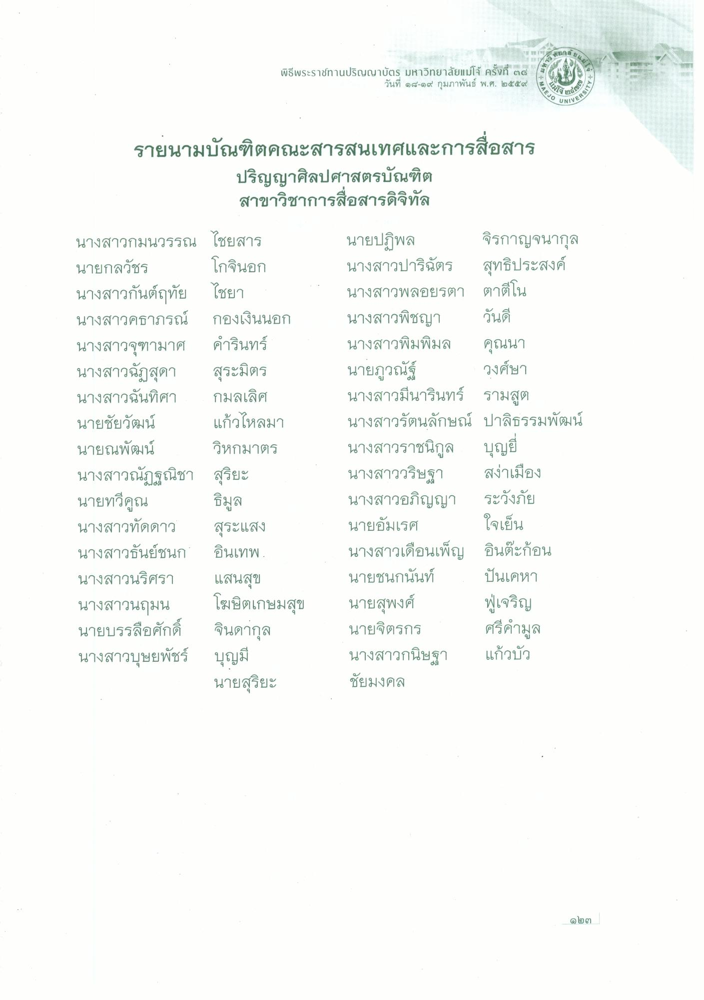 พิธีพระราชทานปริญญาบัตร มหาวิทยาลัยแม่โจ้ ครั้งที่ ๓๘
วันที่ ๑๘-๑๙ กุมภาพันธ์ พ.ศ. ๒๕๕๙
มหาวิทยาลัยแม่โจ้
แม่โจ้ ๒๔๗๗
MAEJO UNIVERSITY
รายนามบัณฑิตคณะสารสนเทศและการสื่อสาร
ปริญญาศิลปศาสตรบัณฑิต
สาขาวิชาการสื่อสารดิจิทัล
นางสาวกมนวรรณ ไชยสาร
นายกลวัชร โกจินอก
นางสาวกันต์ฤทัย ไชยา
นางสาวคธาภรณ์ กองเงินนอก
นางสาวจุฑามาศ คำรินทร์
นางสาวฉัฏสุดา สุระมิตร
นางสาวฉันทิศา กมลเลิศ
นายชัยวัฒน์ แก้วไหลมา
นายณพัฒน์ วิหกมาตร
นางสาวณัฏฐณิชา สุริยะ
นายทวีคูณ ธิมูล
นางสาวทัดดาว สุระแสง
นางสาวธันย์ชนก อินเทพ
นางสาวนริศรา แสนสุข
นางสาวนฤมน โฆษิตเกษมสุข
นายบรรลือศักดิ์ จินดากุล
นางสาวบุษยพัชร์ บุญมี
นายปฏิพล จิรกาญจนากุล
นางสาวปาริฉัตร สุทธิประสงค์
นางสาวพลอยรตา ตาตีโน
นางสาวพิชญา วันดี
นางสาวพิมพิมล คุณนา
นายภูวณัฐ์ วงศ์ษา
นางสาวมีนารินทร์ รามสูต
นางสาวรัตนลักษณ์ ปาลิธรรมพัฒน์
นางสาวราชนิกูล บุญยี่
นางสาววริษฐา สง่าเมือง
นางสาวอภิญญา ระวังภัย
นายอัมเรศ ใจเย็น
นางสาวเดือนเพ็ญ อินต๊ะก้อน
นายชนกนันท์ ปันเคหา
นายสุพงศ์ ฟู่เจริญ
นายจิตรกร ศรีคำมูล
นางสาวกนิษฐา แก้วบัว
นายสุริยะ ชัยมงคล
๑๒๓